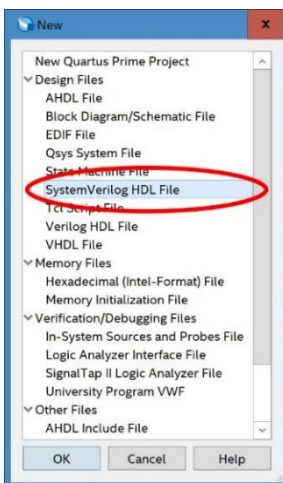 New
x
New Quartus Prime Project
Design Files
AHDL File
Block Diagram/Schematic File
EDIF File
Qsys System File
State Machine File
SystemVerilog HDL File
Tcl Script File
Verilog HDL File
VHDL File
Memory Files
Hexadecimal (Intel-Format) File
Memory Initialization File
Verification/Debugging Files
In-System Sources and Probes File
Logic Analyzer Interface File
SignalTap II Logic Analyzer File
University Program VWF
Other Files
AHDL Include File
OK Cancel Help